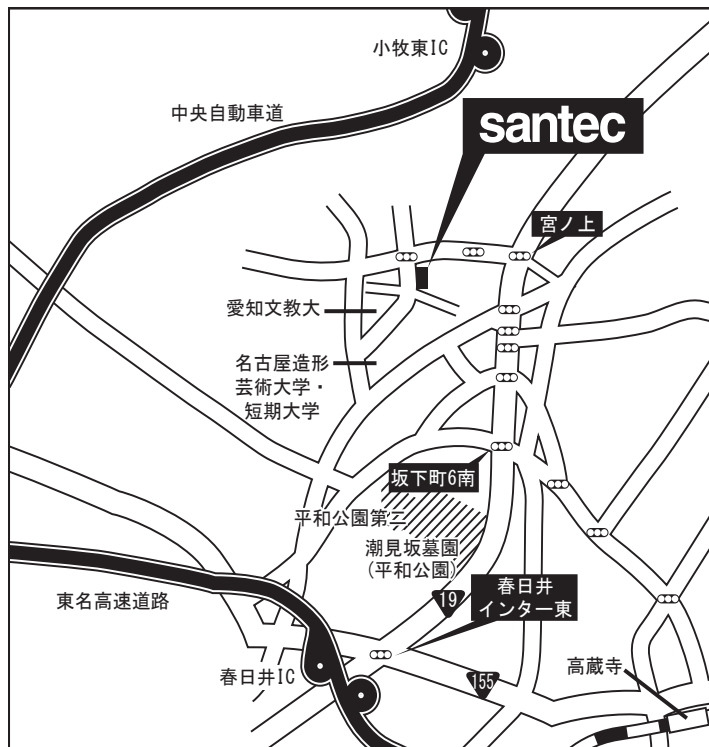 小牧東IC
中央自動車道
santec
宮ノ上
愛知文教大
名古屋造形
芸術大学・
短期大学
坂下町6南
平和公園第二
潮見坂墓園
(平和公園)
春日井
インター東
19
東名高速道路
春日井IC
155
高蔵寺